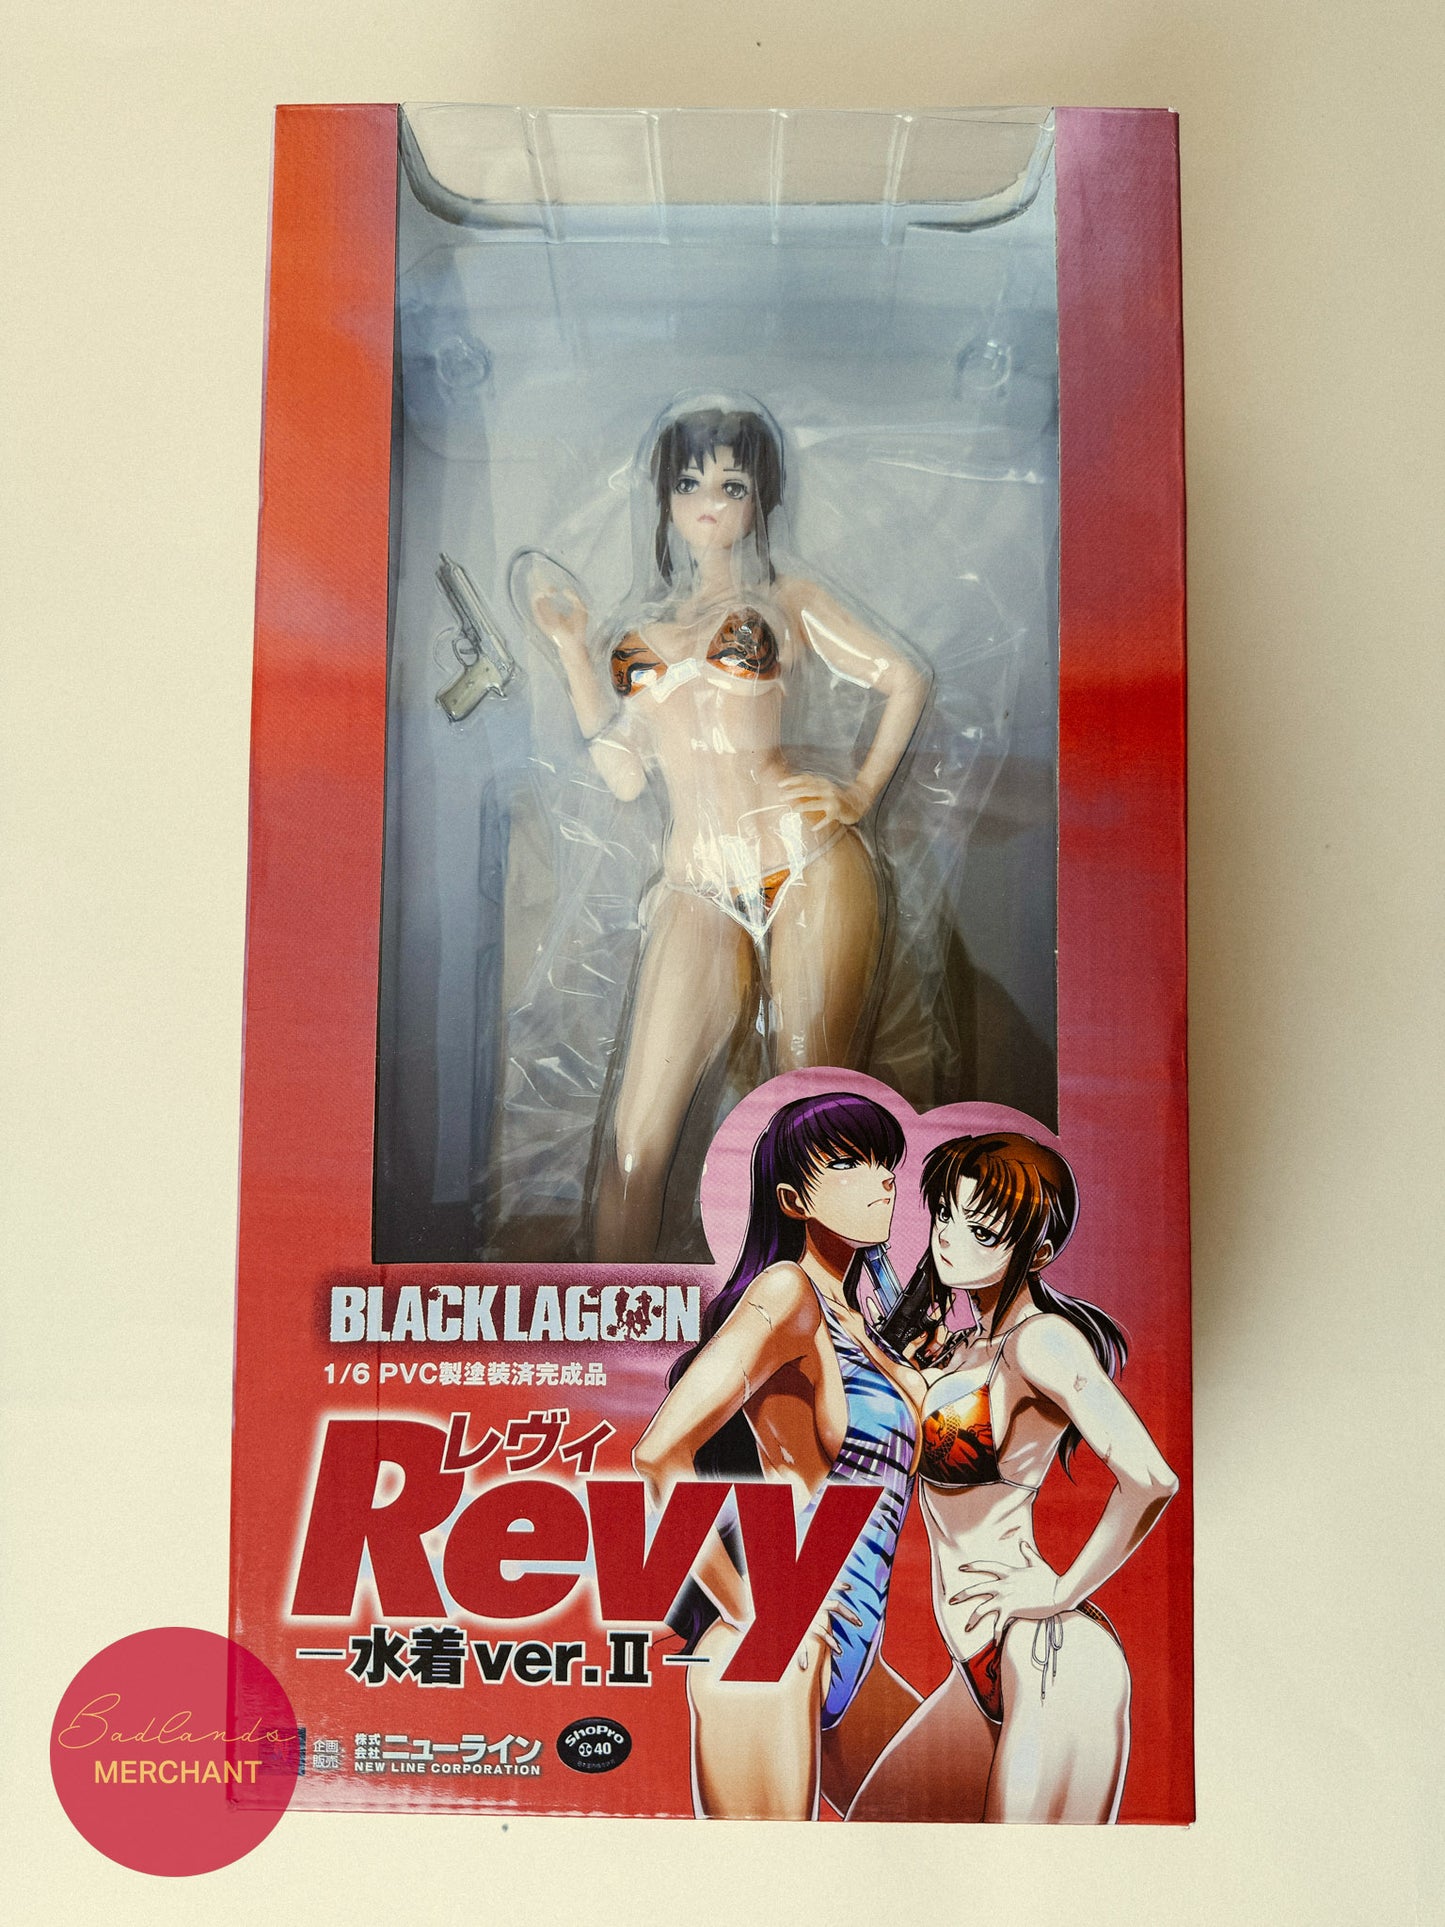 BLACK LAGOON
1/6 PVC製塗装済完成品
レヴィ
Revy
水着ver.Ⅱ
企画
販売
株式
会社
ニューライン
NEW LINE CORPORATION
ShoPro
40
Badlands
MERCHANT